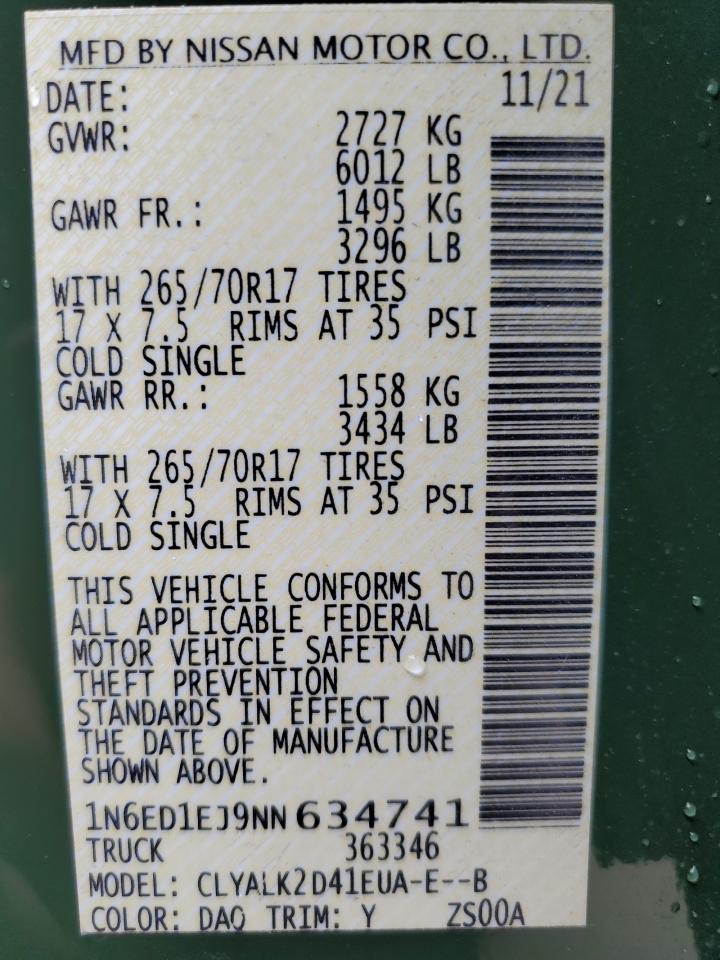 MFD BY NISSAN MOTOR CO., LTD.
DATE: 11/21
GVWR: 2727 KG
6012 LB
GAWR FR.: 1495 KG
3296 LB
WITH 265/70R17 TIRES
17 X 7.5 RIMS AT 35 PSI
COLD SINGLE
GAWR RR.: 1558 KG
3434 LB
WITH 265/70R17 TIRES
17 X 7.5 RIMS AT 35 PSI
COLD SINGLE
THIS VEHICLE CONFORMS TO
ALL APPLICABLE FEDERAL
MOTOR VEHICLE SAFETY AND
THEFT PREVENTION
STANDARDS IN EFFECT ON
THE DATE OF MANUFACTURE
SHOWN ABOVE.
1N6ED1EJ9NN634741
TRUCK 363346
MODEL: CLYALK2D41EUA-E--B
COLOR: DAQ TRIM: Y ZS00A